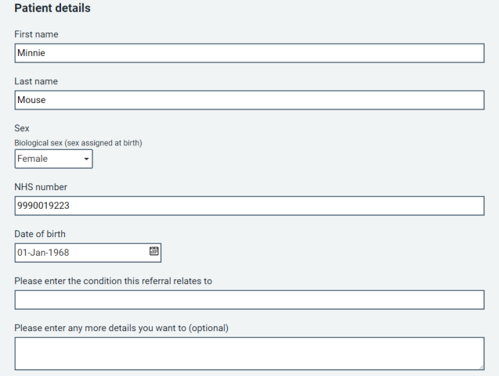 Patient details
First name
Minnie
Last name
Mouse
Sex
Biological sex (sex assigned at birth)
Female
NHS number
9990019223
Date of birth
01-Jan-1968
Please enter the condition this referral relates to
Please enter any more details you want to (optional)